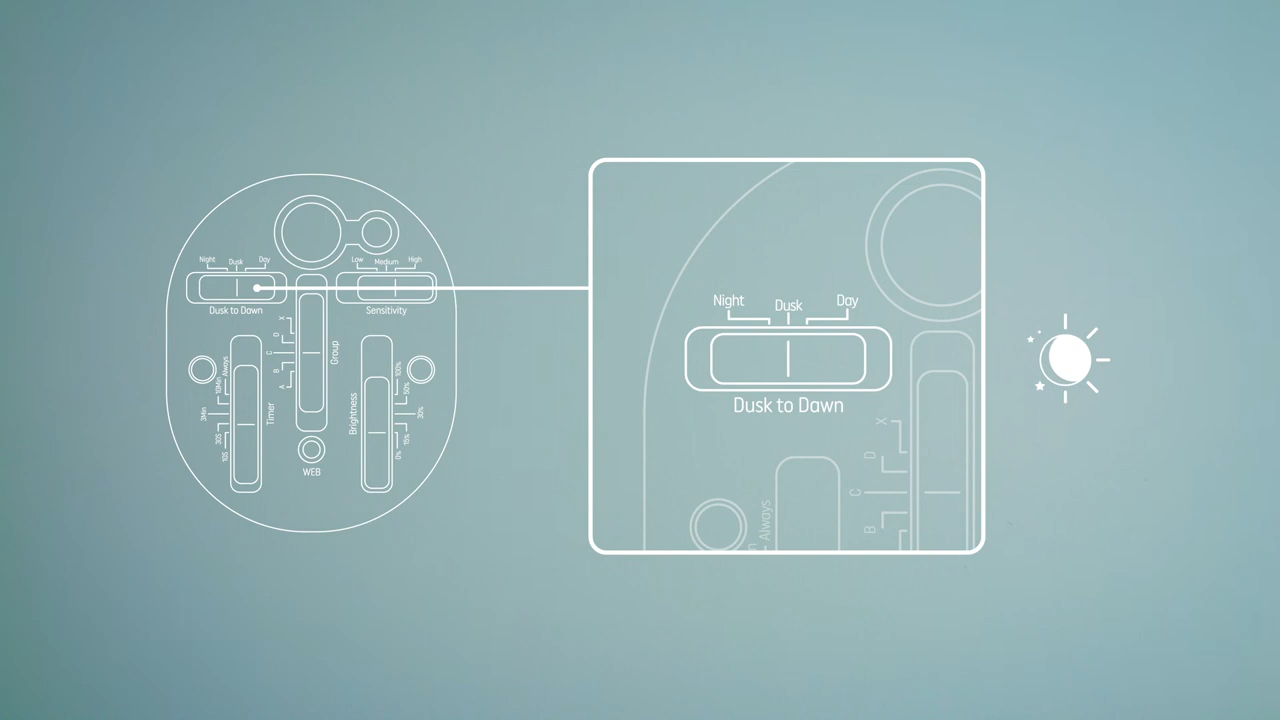 Night Dusk Day
Dusk to Dawn
Low Medium High
Sensitivity
X
D
C
B
A
Group
Always
10Min
3Min
30S
10S
Timer
Brightness
100%
50%
30%
15%
0%
WEB
Night Dusk Day
Dusk to Dawn
X
D
C
B
Always
n